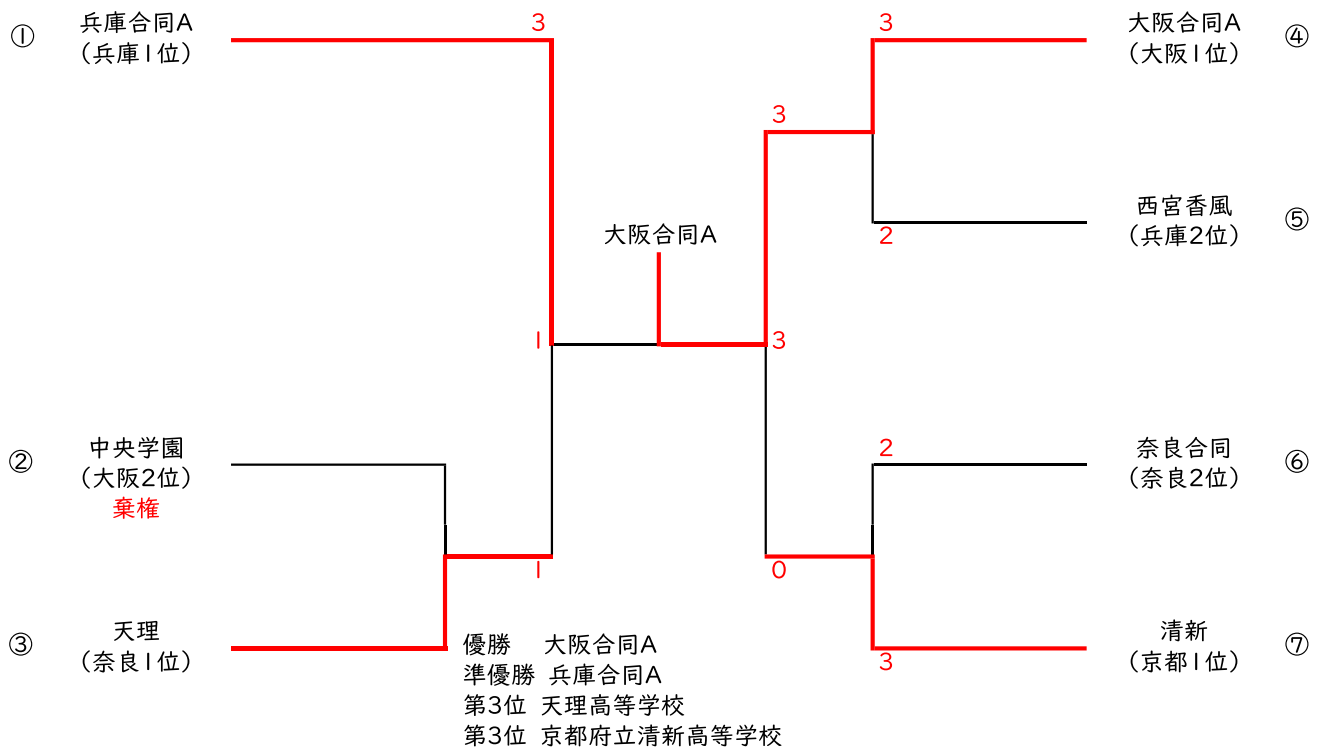 ①
兵庫合同A
(兵庫1位)
3
3
大阪合同A
(大阪1位)
④
3
西宮香風
(兵庫2位)
⑤
2
大阪合同A
1
3
②
中央学園
(大阪2位)
棄権
2
奈良合同
(奈良2位)
⑥
1
0
③
天理
(奈良1位)
3
清新
(京都1位)
⑦
優勝 大阪合同A
準優勝 兵庫合同A
第3位 天理高等学校
第3位 京都府立清新高等学校